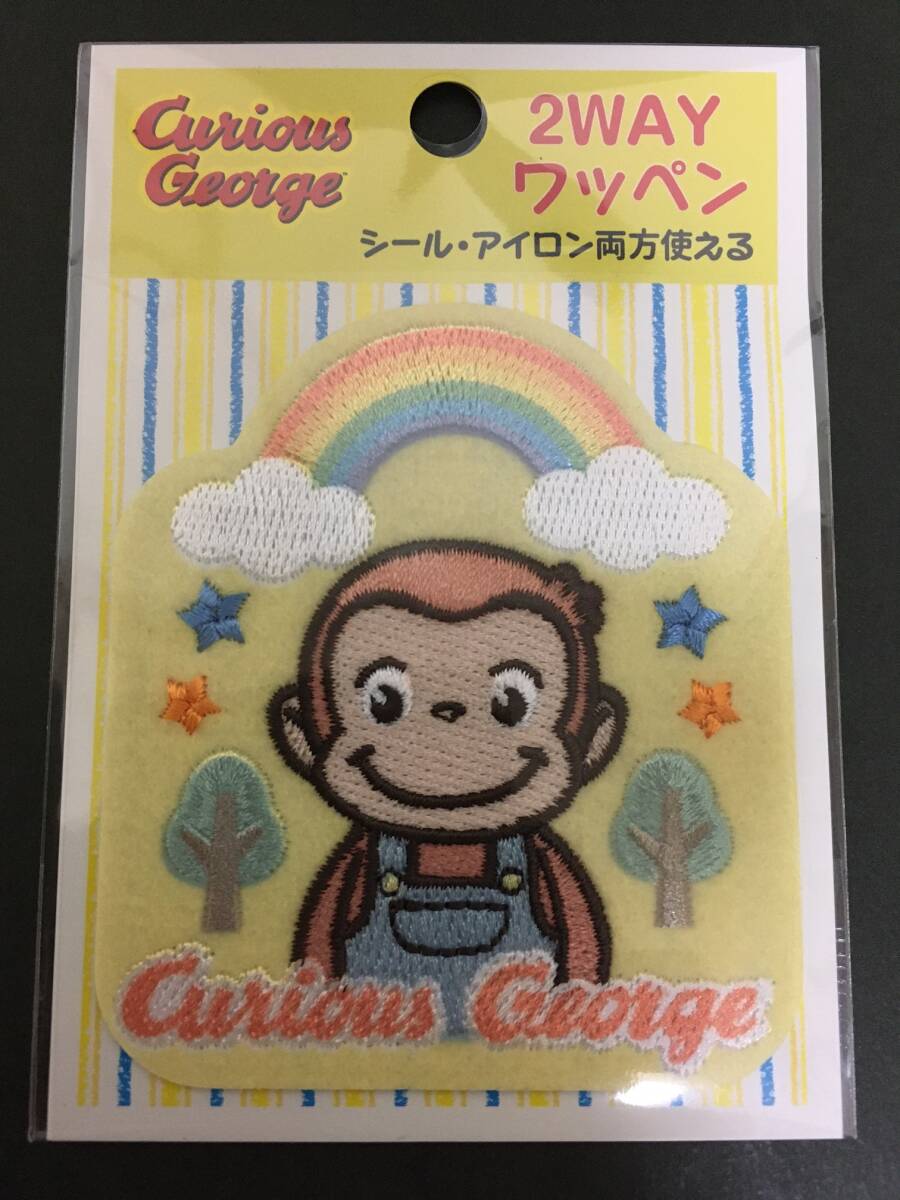 Curious
George™
2WAY
ワッペン
シール・アイロン両方使える
Curious George